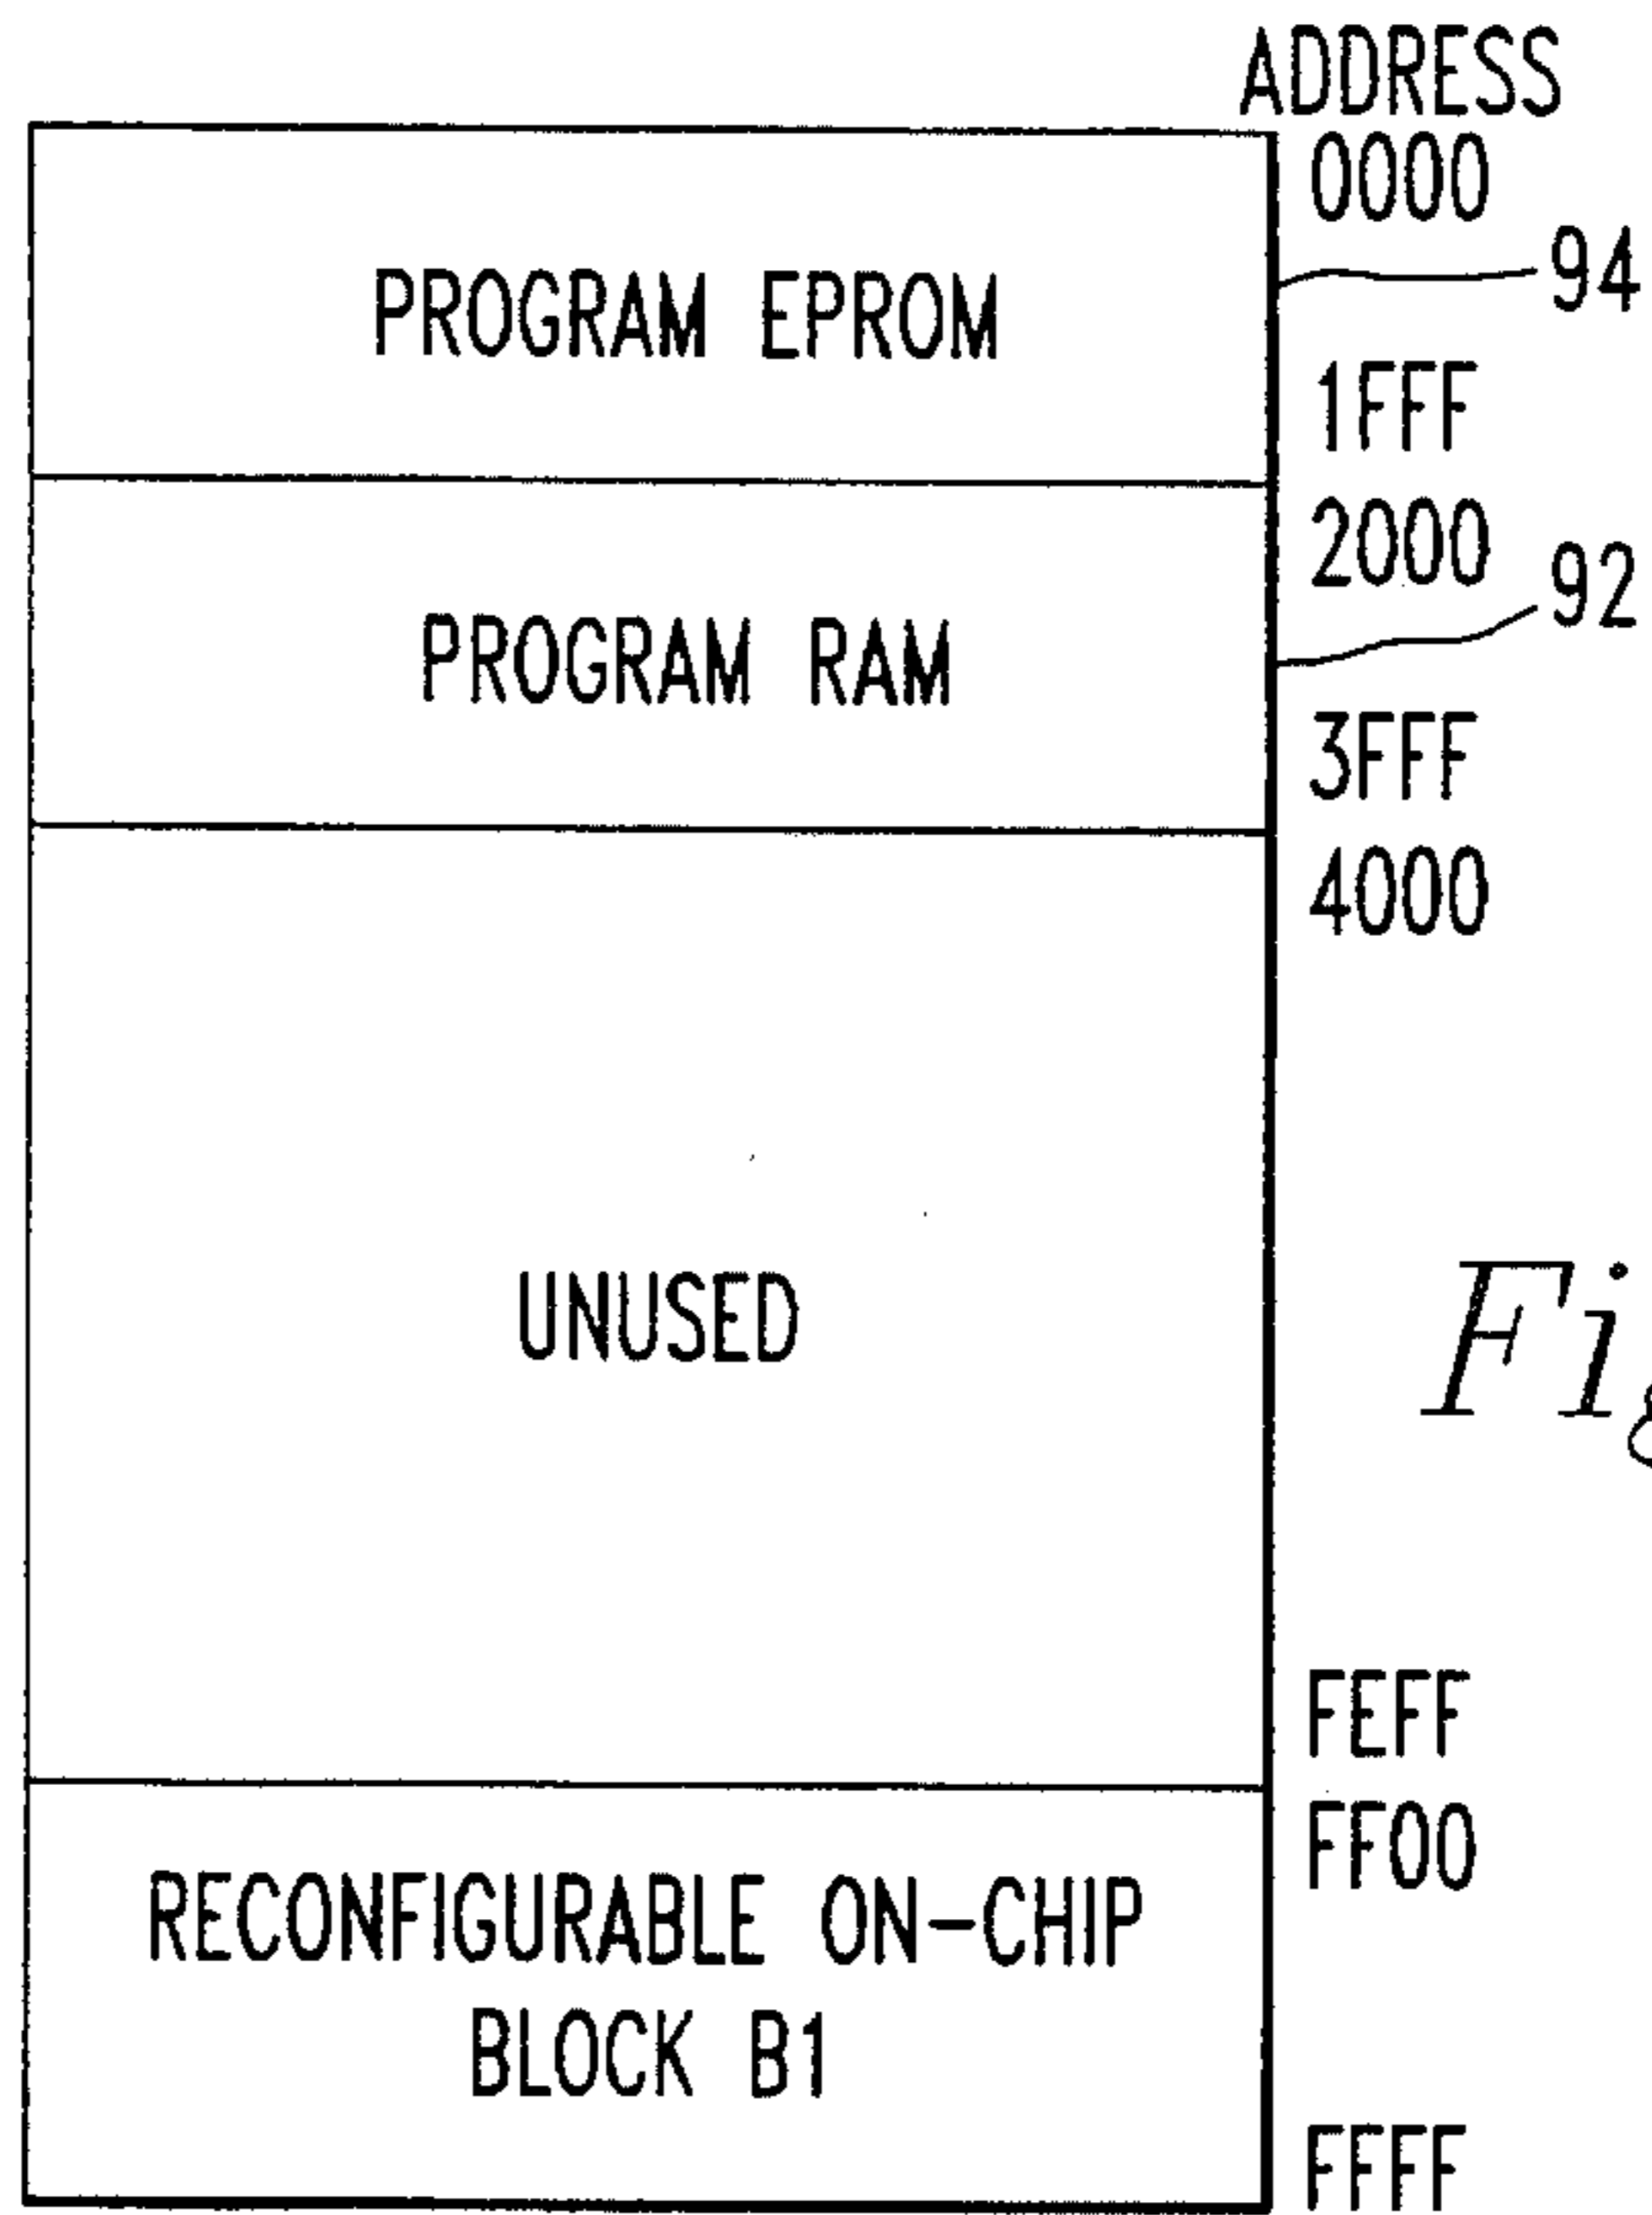 ADDRESS
0000
94
PROGRAM EPROM
1FFF
2000
92
PROGRAM RAM
3FFF
4000
UNUSED
Fig
FEFF
FF00
RECONFIGURABLE ON-CHIP
BLOCK B1
FFFF